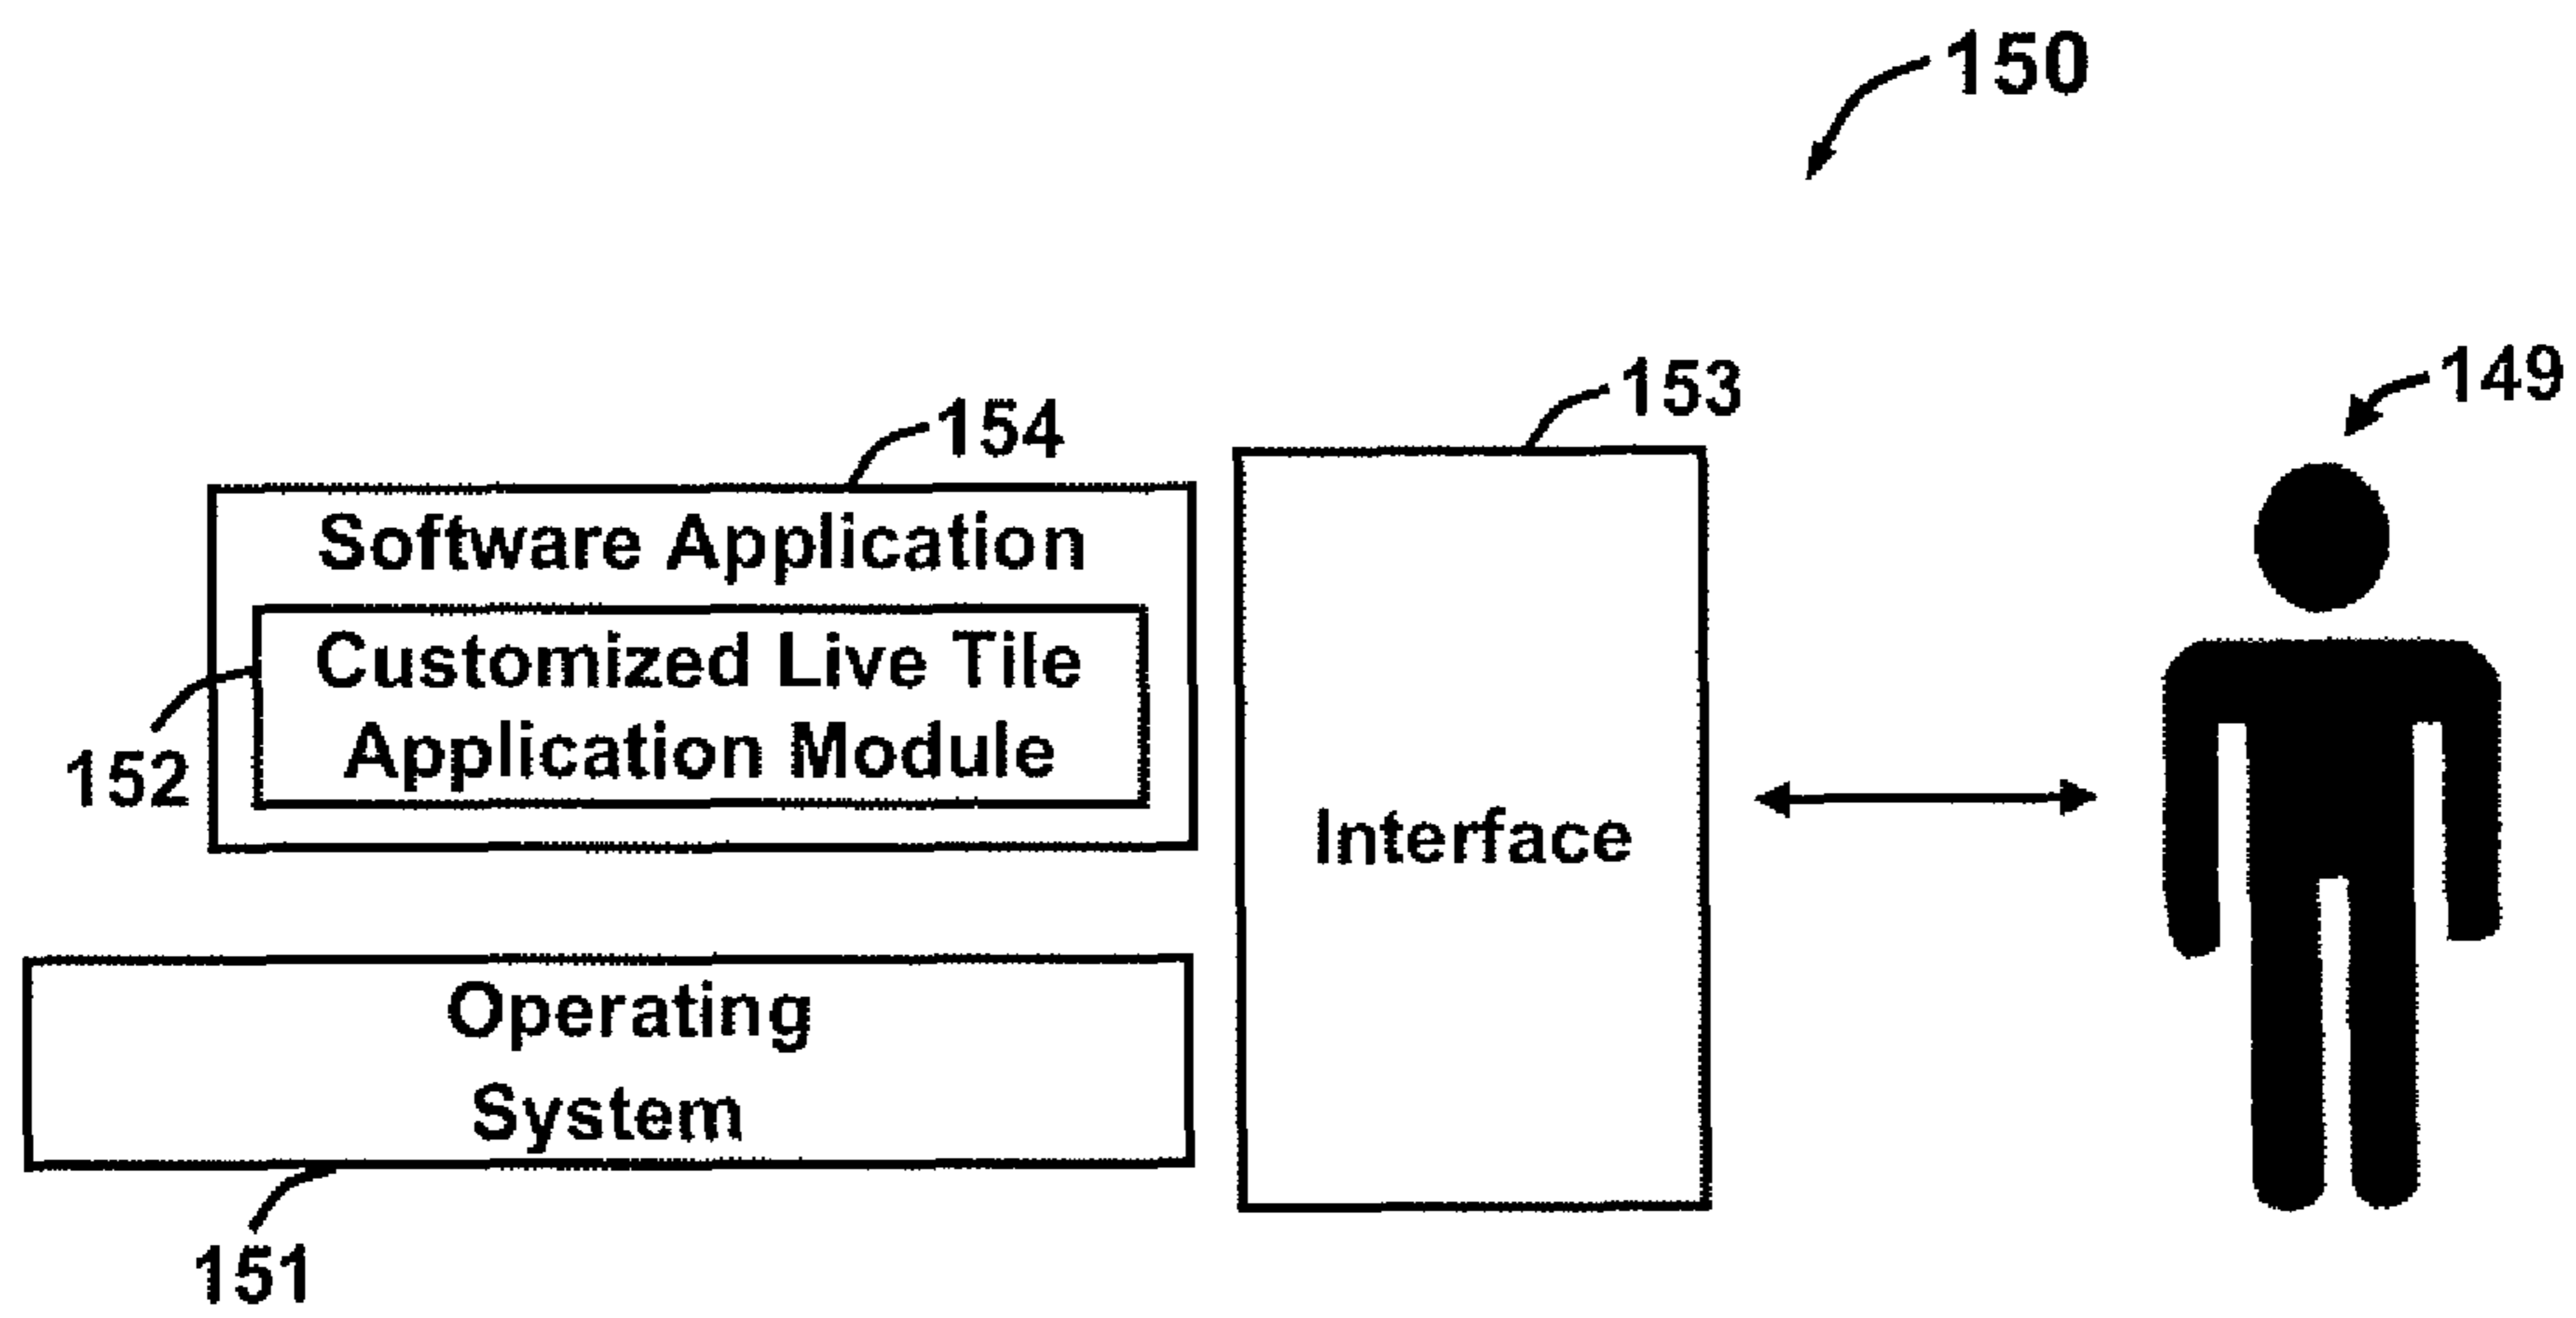 150
149
153
154
Software Application
Customized Live Tile
Application Module
152
Interface
Operating
System
151